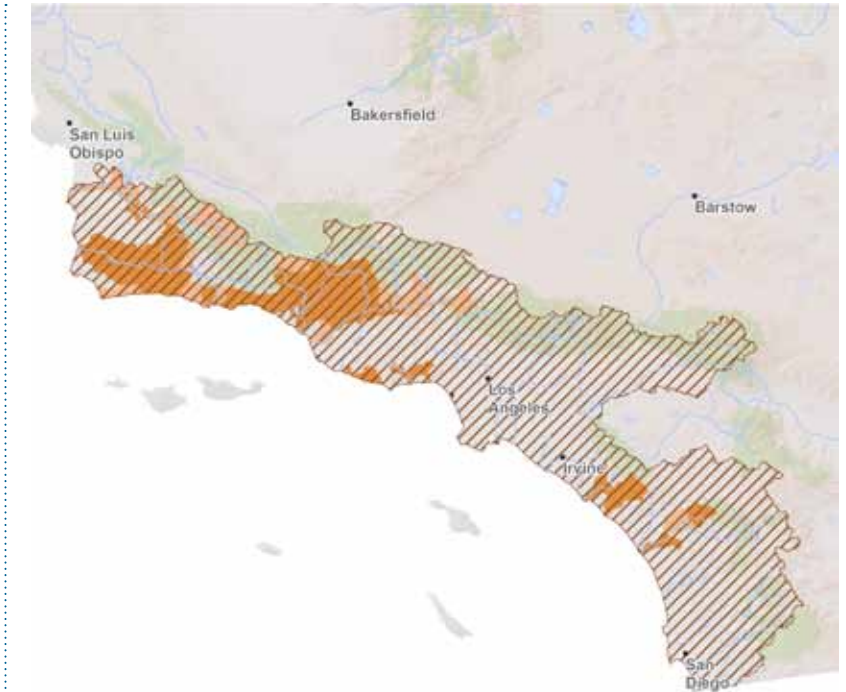 San Luis
Obispo
Bakersfield
Barstow
Los
Angeles
Irvine
San
Diego